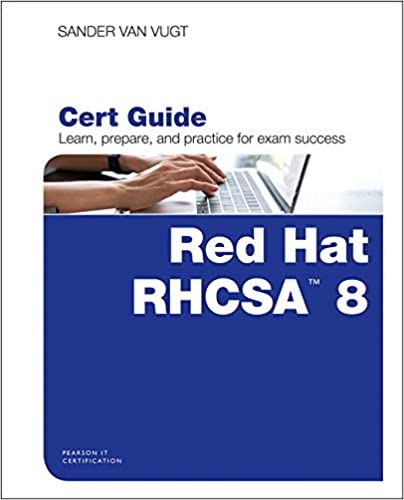 SANDER VAN VUGT
Cert Guide
Learn, prepare, and practice for exam success
Red Hat
RHCSA™ 8
PEARSON IT
CERTIFICATION